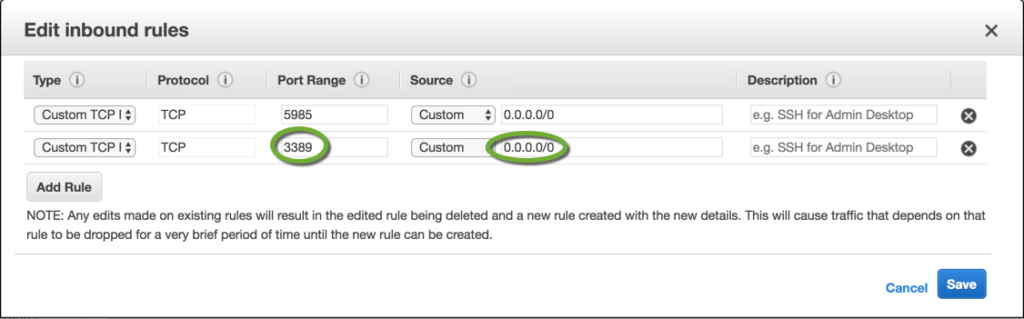 Edit inbound rules
Type Protocol Port Range Source Description
Custom TCP TCP 5985 Custom 0.0.0.0/0 e.g. SSH for Admin Desktop
Custom TCP TCP 3389 Custom 0.0.0.0/0 e.g. SSH for Admin Desktop
Add Rule
NOTE: Any edits made on existing rules will result in the edited rule being deleted and a new rule created with the new details. This will cause traffic that depends on that
rule to be dropped for a very brief period of time until the new rule can be created.
Cancel Save